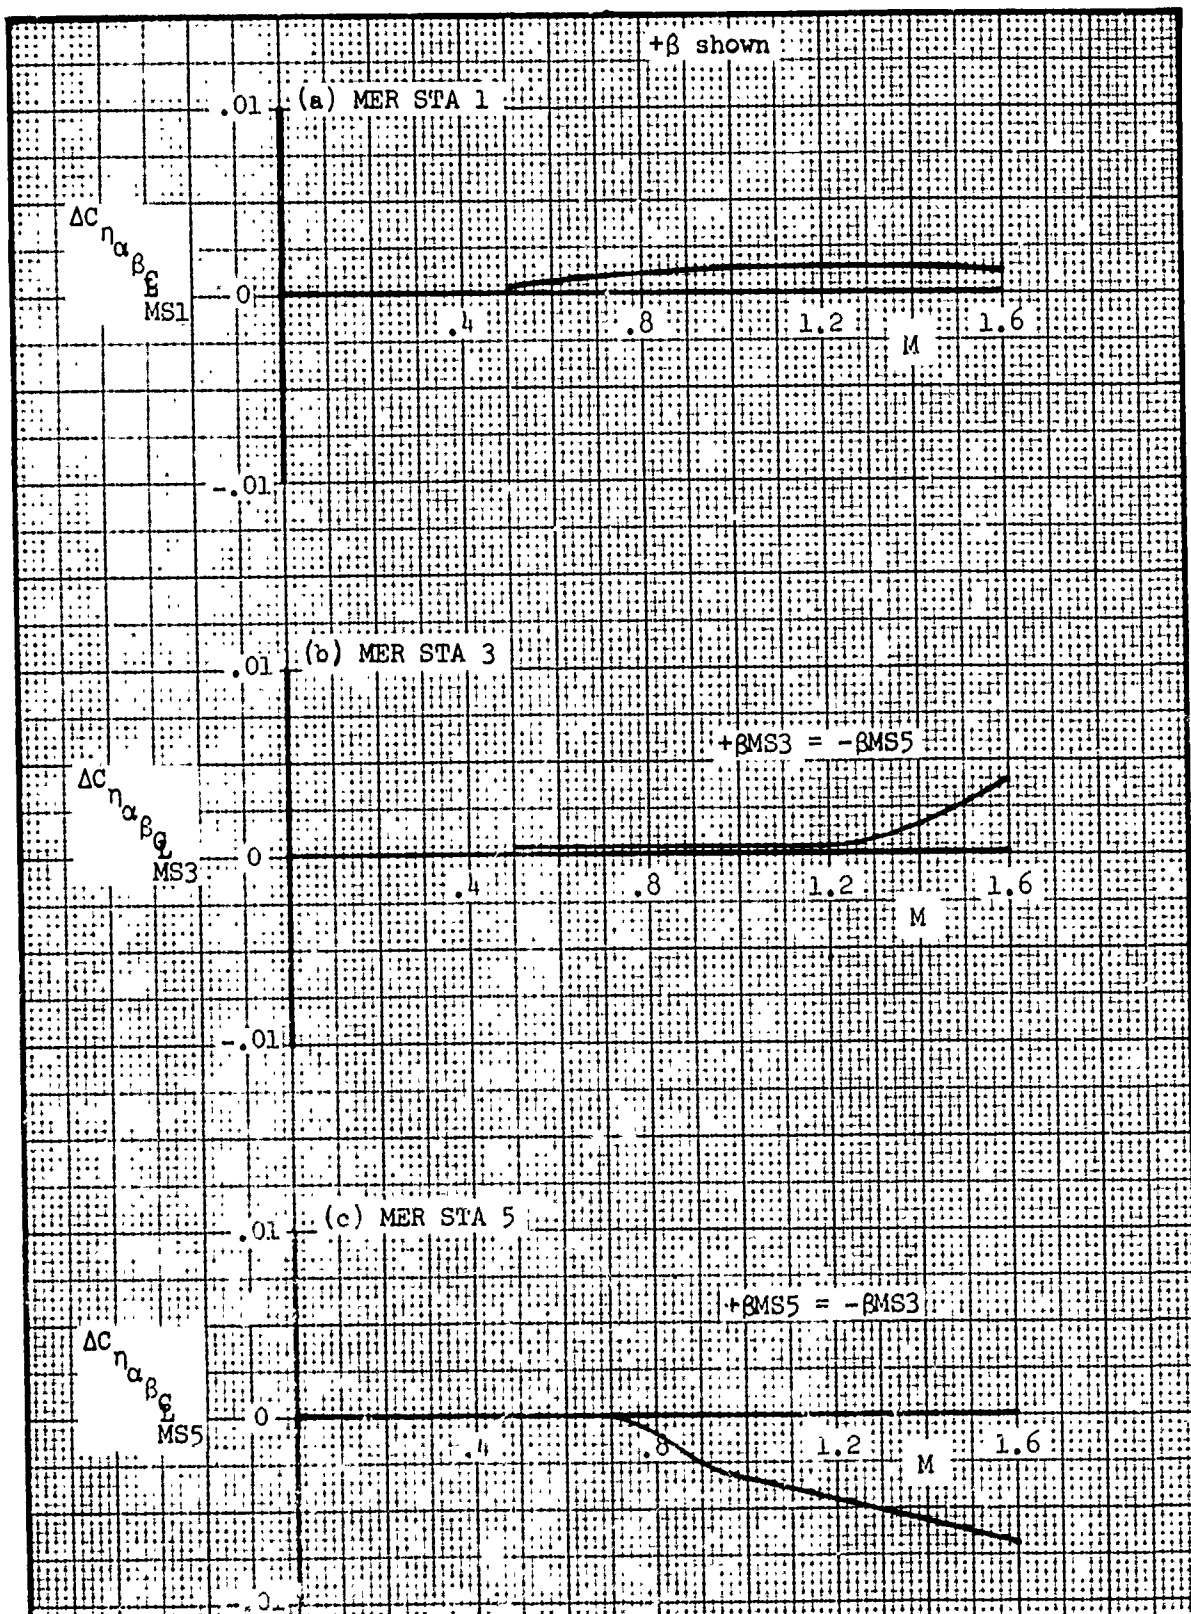 +β shown
(a) MER STA 1
.01
ΔC η α β ℄ MS1
0
.4 .8 1.2 1.6
M
-.01
(b) MER STA 3
.01
+βMS3 = -βMS5
ΔC η α β ℄ MS3
0
.4 .8 1.2 1.6
M
-.01
(c) MER STA 5
.01
+βMS5 = -βMS3
ΔC η α β ℄ MS5
0
.4 .8 1.2 1.6
M